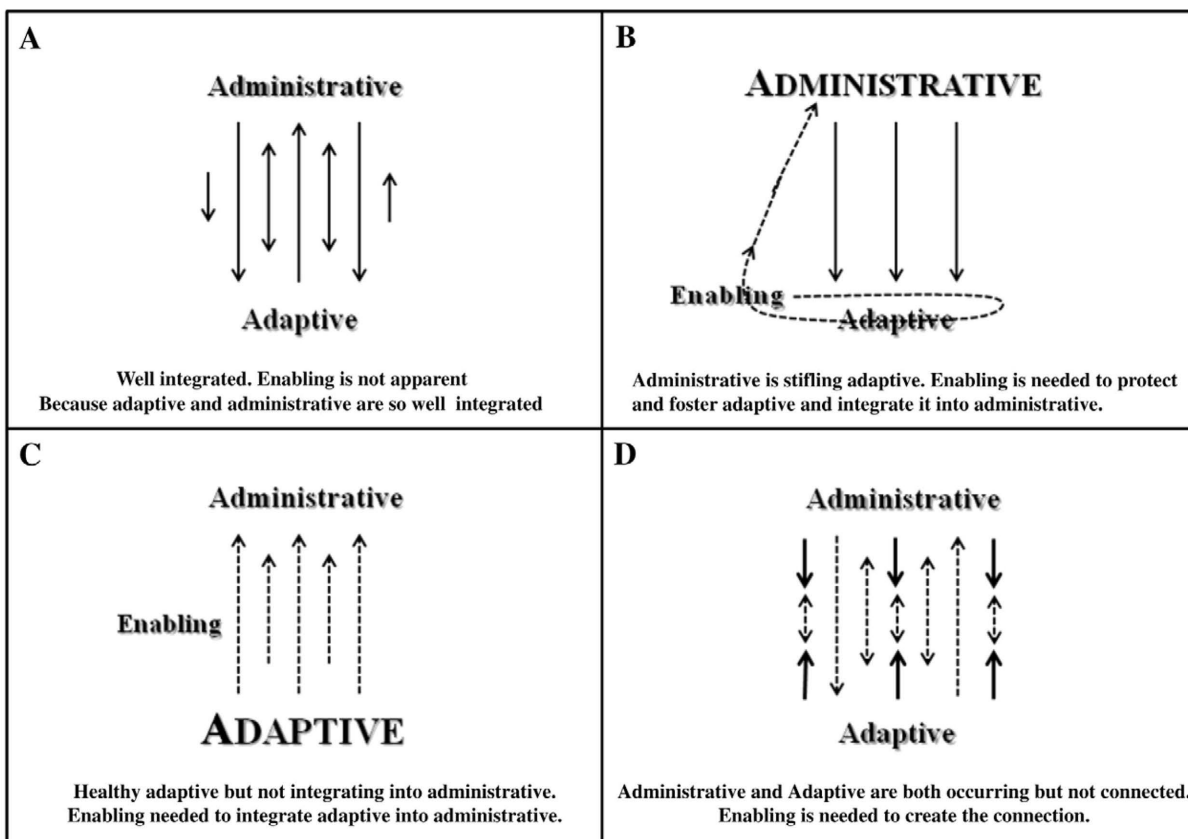 A
Administrative
Adaptive
Well integrated. Enabling is not apparent
Because adaptive and administrative are so well integrated
B
ADMINISTRATIVE
Enabling
Adaptive
Administrative is stifling adaptive. Enabling is needed to protect
and foster adaptive and integrate it into administrative.
C
Administrative
Enabling
ADAPTIVE
Healthy adaptive but not integrating into administrative.
Enabling needed to integrate adaptive into administrative.
D
Administrative
Adaptive
Administrative and Adaptive are both occurring but not connected.
Enabling is needed to create the connection.